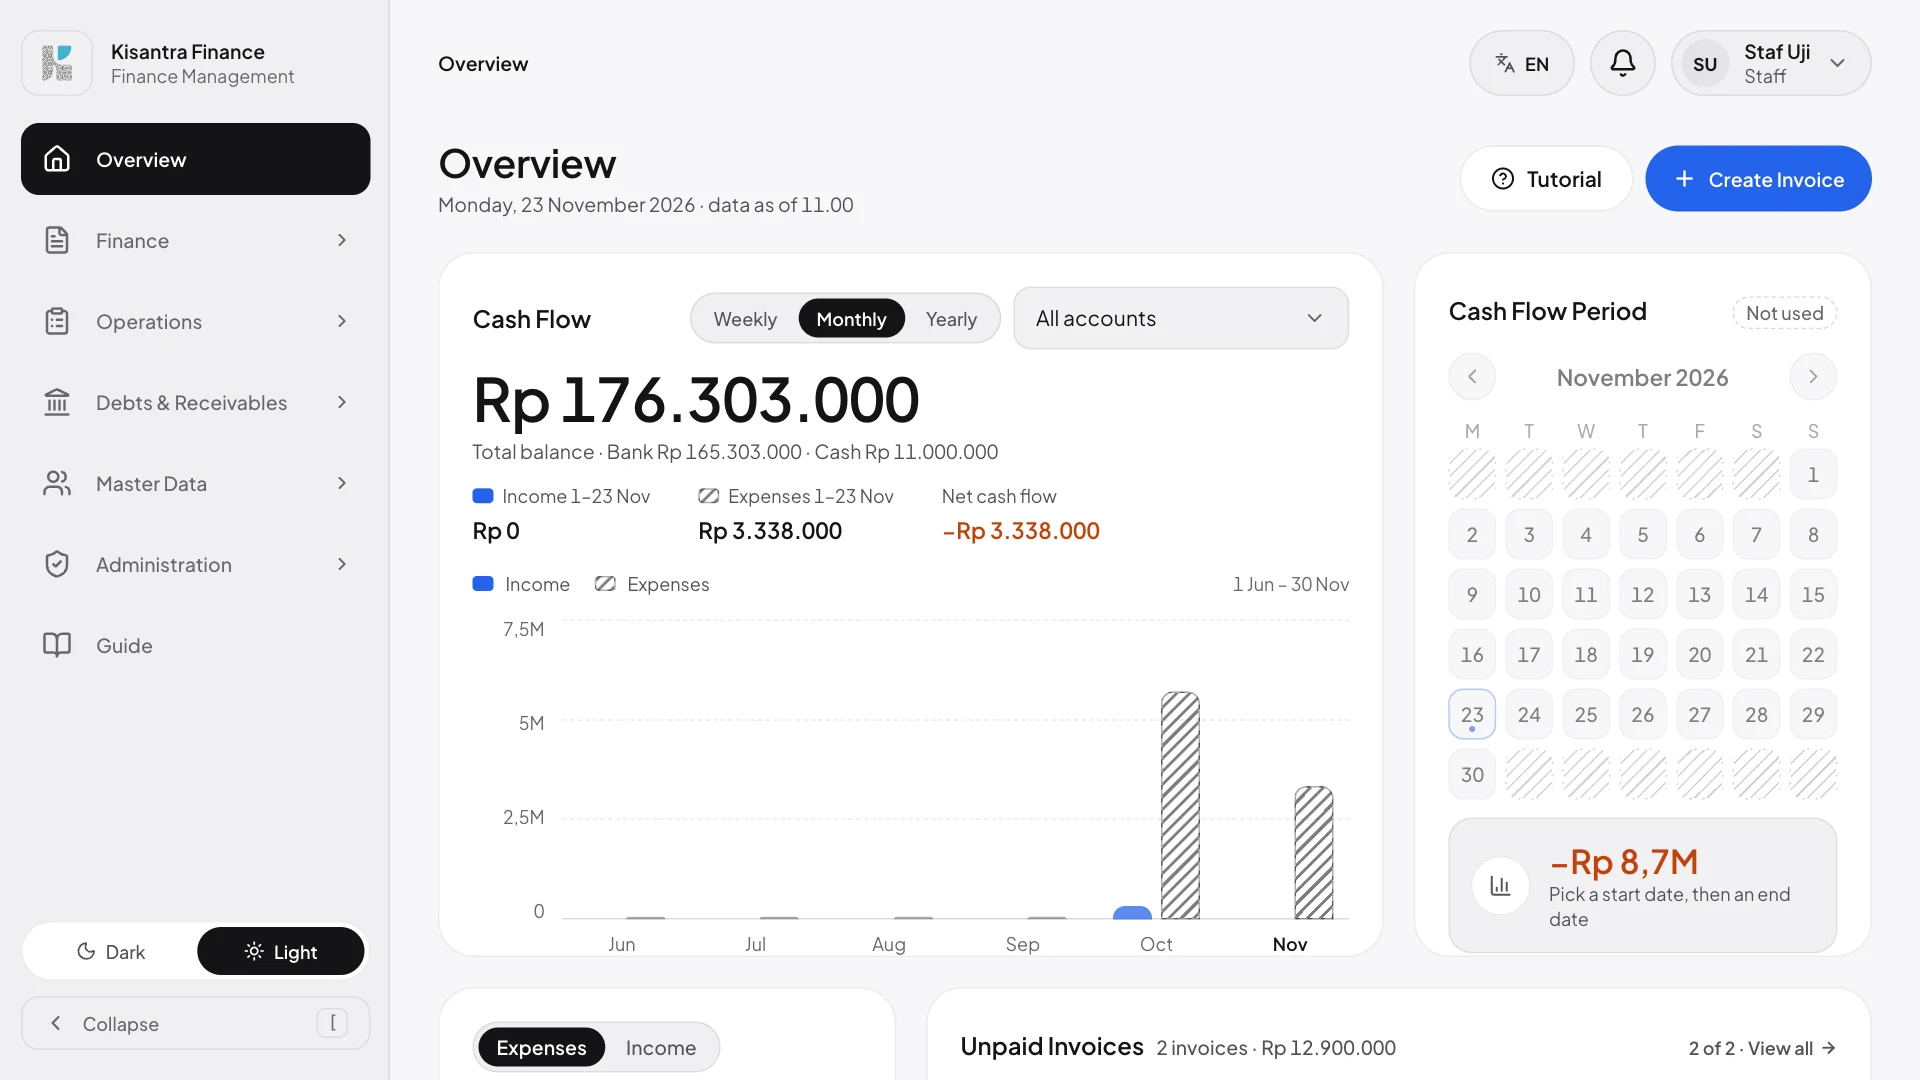 Kisantra Finance
Finance Management
Overview
Finance
Operations
Debts & Receivables
Master Data
Administration
Guide
Dark
Light
Collapse
[
Overview
EN
SU
Staf Uji
Staff
Overview
Monday, 23 November 2026 · data as of 11.00
Tutorial
Create Invoice
Cash Flow
Weekly
Monthly
Yearly
All accounts
Rp 176.303.000
Total balance · Bank Rp 165.303.000 · Cash Rp 11.000.000
Income 1–23 Nov
Rp 0
Expenses 1–23 Nov
Rp 3.338.000
Net cash flow
−Rp 3.338.000
Income
Expenses
1 Jun – 30 Nov
7,5M
5M
2,5M
0
Jun Jul Aug Sep Oct Nov
Cash Flow Period
Not used
November 2026
M T W T F S S
1
2 3 4 5 6 7 8
9 10 11 12 13 14 15
16 17 18 19 20 21 22
23 24 25 26 27 28 29
30
−Rp 8,7M
Pick a start date, then an end
date
Expenses
Income
Unpaid Invoices
2 invoices · Rp 12.900.000
2 of 2 · View all →